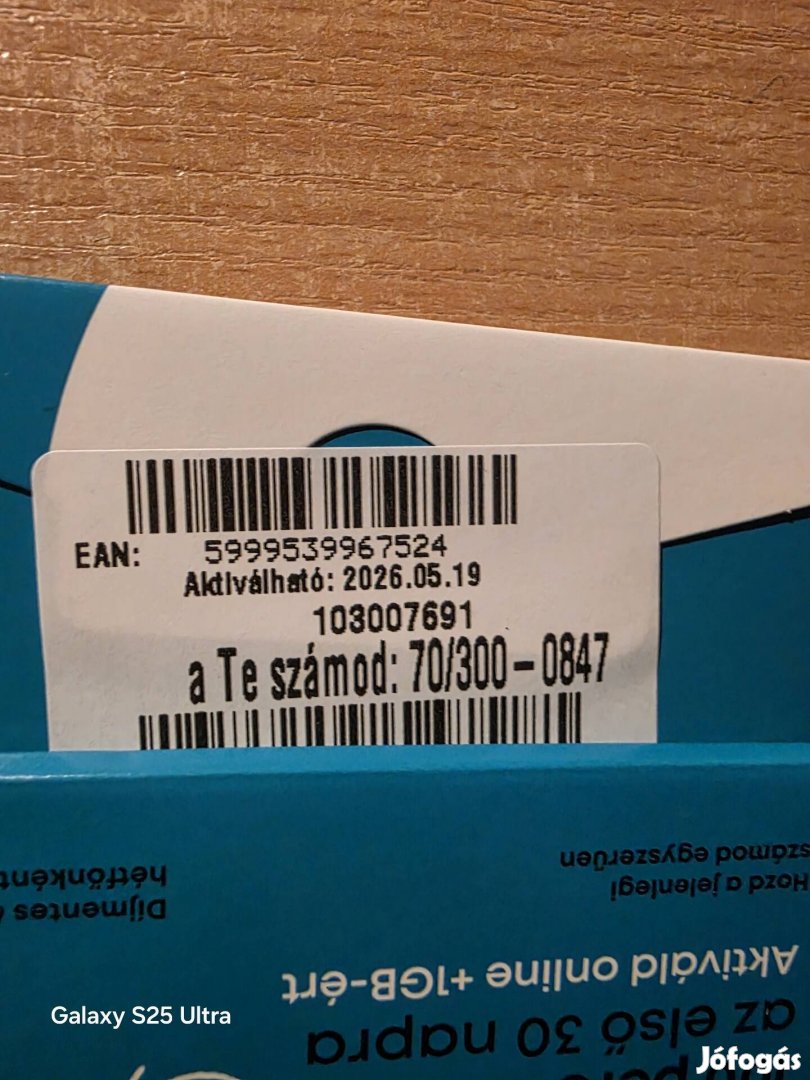 EAN: 5999539967524
Aktiválható: 2026.05.19
103007691
a Te számod: 70/300-0847
az első 30 napra
Aktiváld online +1GB-ért
Hozd a jelenlegi
számod egyszerűen
Díjmentes
hétfőnként
Galaxy S25 Ultra
Jófogás